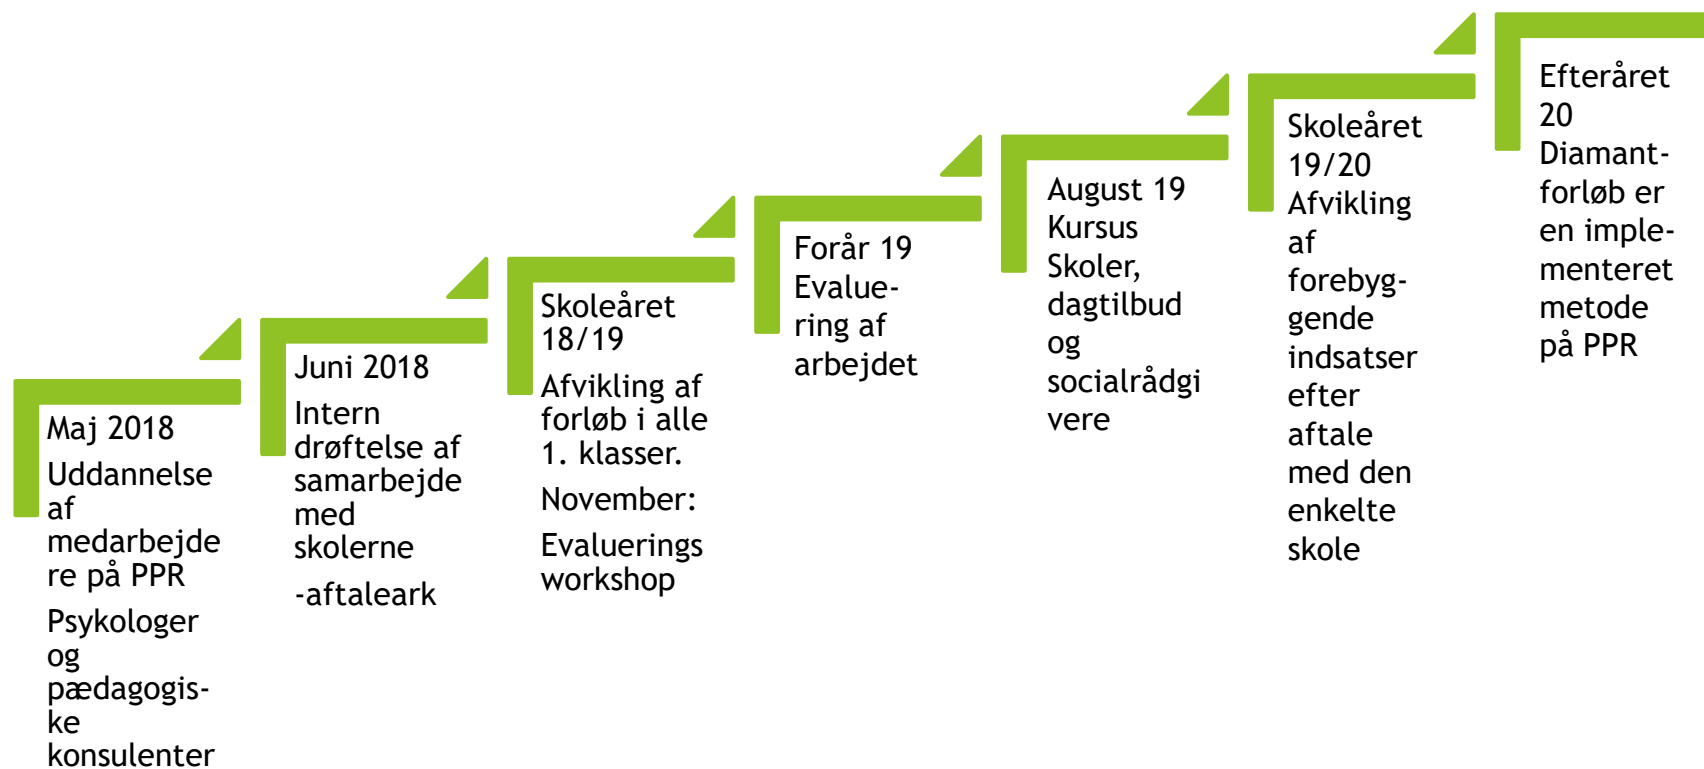 Maj 2018
Uddannelse
af
medarbejde
re på PPR
Psykologer
og
pædagogis-
ke
konsulenter
Juni 2018
Intern
drøftelse af
samarbejde
med
skolerne
-aftaleark
Skoleåret
18/19
Afvikling af
forløb i alle
1. klasser.
November:
Evaluerings
workshop
Forår 19
Evalue-
ring af
arbejdet
August 19
Kursus
Skoler,
dagtilbud
og
socialrådgi
vere
Skoleåret
19/20
Afvikling
af
forebyg-
gende
indsatser
efter
aftale
med den
enkelte
skole
Efteråret
20
Diamant-
forløb er
en imple-
menteret
metode
på PPR